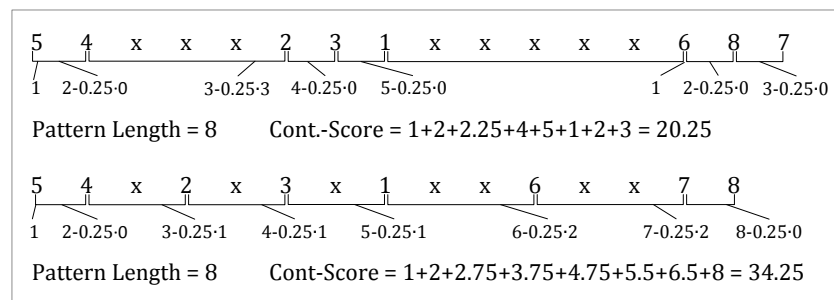 5 4 x x x 2 3 1 x x x x x 6 8 7
1 2-0.25·0 3-0.25·3 4-0.25·0 5-0.25·0 1 2-0.25·0 3-0.25·0
Pattern Length = 8 Cont.-Score = 1+2+2.25+4+5+1+2+3 = 20.25
5 4 x 2 x 3 x 1 x x 6 x x 7 8
1 2-0.25·0 3-0.25·1 4-0.25·1 5-0.25·1 6-0.25·2 7-0.25·2 8-0.25·0
Pattern Length = 8 Cont-Score = 1+2+2.75+3.75+4.75+5.5+6.5+8 = 34.25